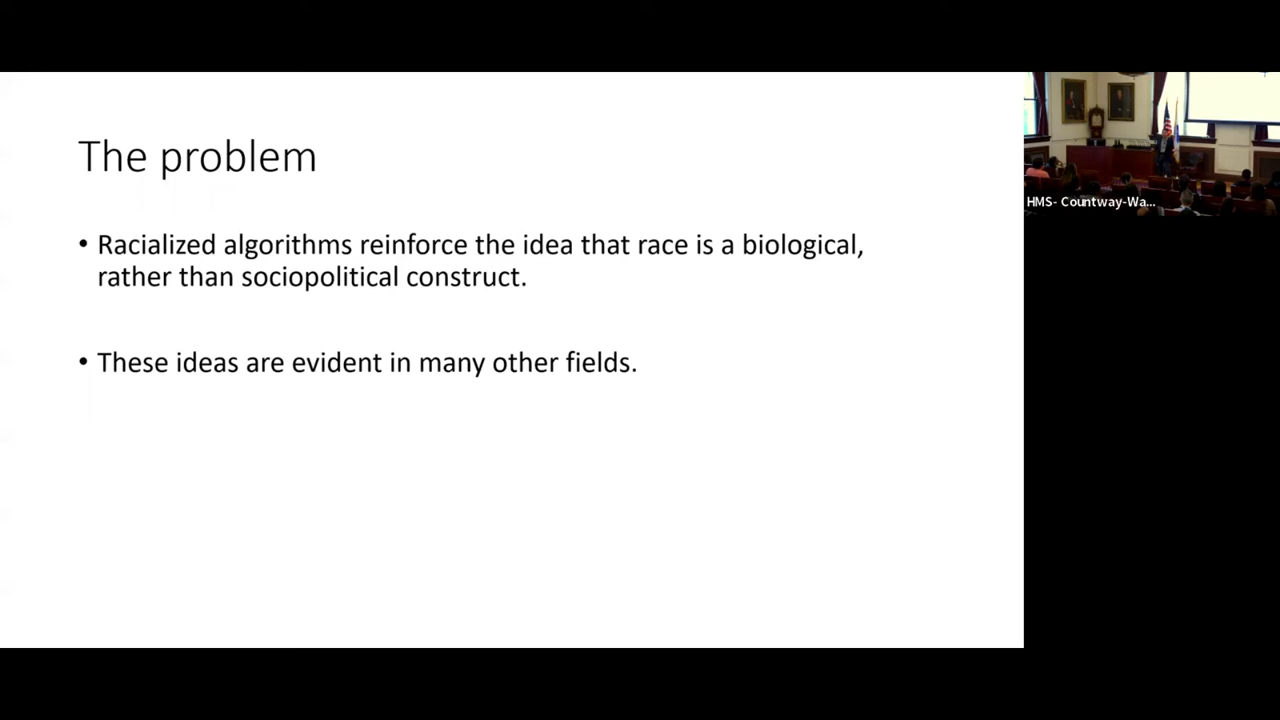 The problem
• Racialized algorithms reinforce the idea that race is a biological,
rather than sociopolitical construct.
• These ideas are evident in many other fields.
HMS- Countway-Wa...